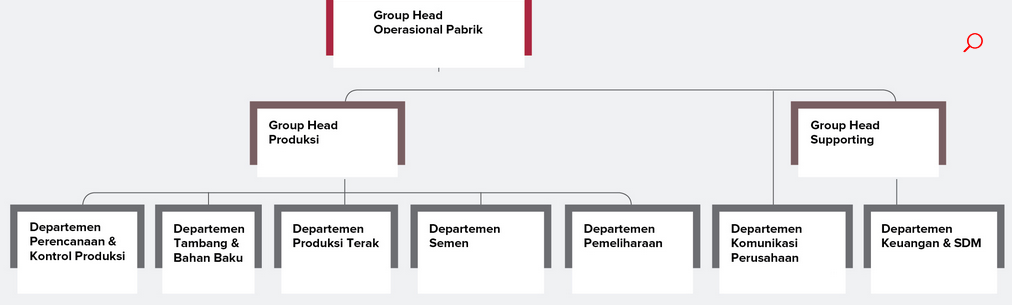 Group Head
Operasional Pabrik
Group Head
Produksi
Group Head
Supporting
Departemen
Perencanaan &
Kontrol Produksi
Departemen
Tambang &
Bahan Baku
Departemen
Produksi Terak
Departemen
Semen
Departemen
Pemeliharaan
Departemen
Komunikasi
Perusahaan
Departemen
Keuangan & SDM